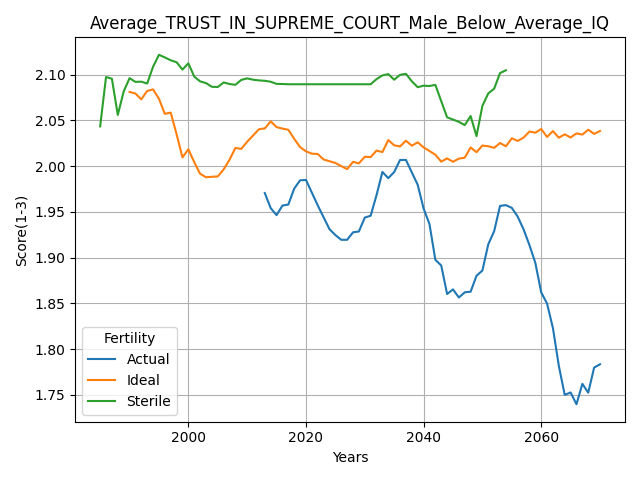 Average_TRUST_IN_SUPREME_COURT_Male_Below_Average_IQ
2.10
2.05
2.00
1.95
1.90
1.85
1.80
1.75
Score(1-3)
Fertility
Actual
Ideal
Sterile
2000 2020 2040 2060
Years